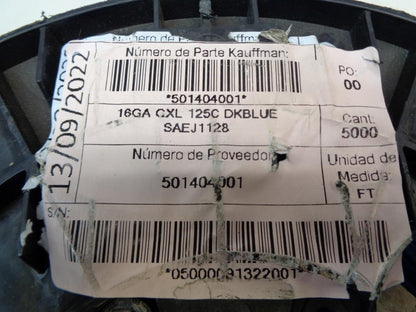 Número de Parte Kauffman:
*501404001*
16GA GXL 125C DKBLUE
SAEJ1128
Número de Proveedor
501404001
S/N:
*05000091322001*
13/09/2022
PO:
00
Cant:
5000
Unidad de
Medida:
FT